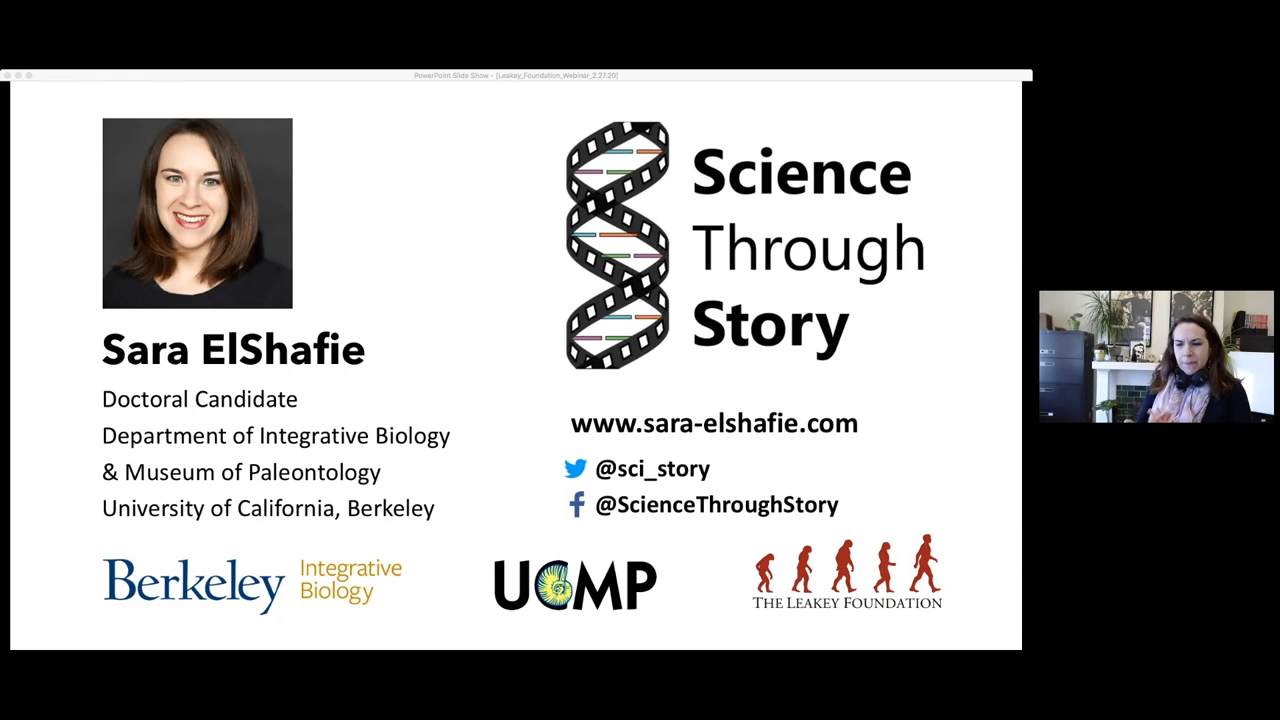 PowerPoint Slide Show - [Leakey_Foundation_Webinar_2.27.20]
Science
Through
Story
Sara ElShafie
Doctoral Candidate
Department of Integrative Biology
& Museum of Paleontology
University of California, Berkeley
www.sara-elshafie.com
@sci_story
@ScienceThroughStory
Berkeley
Integrative
Biology
UCMP
THE LEAKEY FOUNDATION